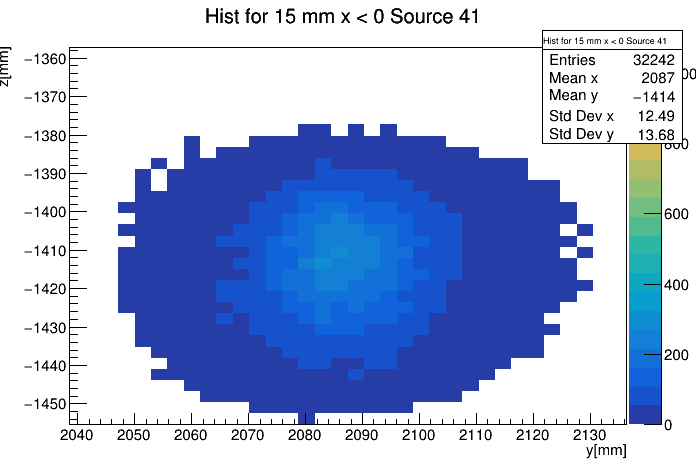 Hist for 15 mm x < 0 Source 41
z[mm]
Hist for 15 mm x < 0 Source 41
Entries 32242
Mean x 2087
Mean y −1414
Std Dev x 12.49
Std Dev y 13.68
−1360
−1370
−1380
−1390
−1400
−1410
−1420
−1430
−1440
−1450
800
600
400
200
0
2040 2050 2060 2070 2080 2090 2100 2110 2120 2130
y[mm]